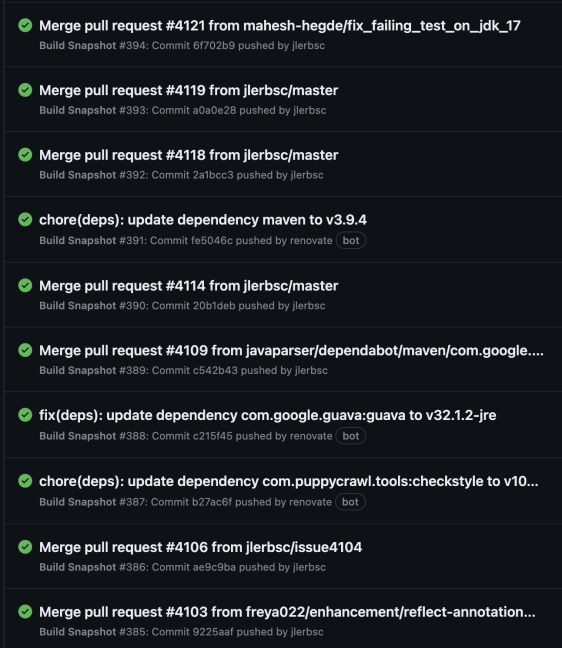 Merge pull request #4121 from mahesh-hegde/fix_failing_test_on_jdk_17
Build Snapshot #394: Commit 6f702b9 pushed by jlerbsc
Merge pull request #4119 from jlerbsc/master
Build Snapshot #393: Commit a0a0e28 pushed by jlerbsc
Merge pull request #4118 from jlerbsc/master
Build Snapshot #392: Commit 2a1bcc3 pushed by jlerbsc
chore(deps): update dependency maven to v3.9.4
Build Snapshot #391: Commit fe5046c pushed by renovate bot
Merge pull request #4114 from jlerbsc/master
Build Snapshot #390: Commit 20b1deb pushed by jlerbsc
Merge pull request #4109 from javaparser/dependabot/maven/com.google....
Build Snapshot #389: Commit c542b43 pushed by jlerbsc
fix(deps): update dependency com.google.guava:guava to v32.1.2-jre
Build Snapshot #388: Commit c215f45 pushed by renovate bot
chore(deps): update dependency com.puppycrawl.tools:checkstyle to v10...
Build Snapshot #387: Commit b27ac6f pushed by renovate bot
Merge pull request #4106 from jlerbsc/issue4104
Build Snapshot #386: Commit ae9c9ba pushed by jlerbsc
Merge pull request #4103 from freya022/enhancement/reflect-annotation...
Build Snapshot #385: Commit 9225aaf pushed by jlerbsc